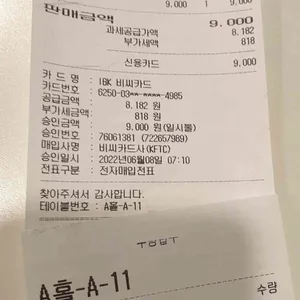 9,000 1 9,000
판매금액 9,000
과세공급가액 8,182
부가세액 818
신용카드 9,000
카 드 명 : IBK 비씨카드
카드번호 : 6250-03**-****-4985
공급금액 : 8,182 원
부가세금액: 818 원
승인금액 : 9,000 원(일시불)
승인번호 : 76061381 (722657989)
매입사명 : 비씨카드사(KFTC)
승인일시 : 2022년06월08일 07:10
전표구분 : 전자매입전표
찾아주셔서 감사합니다.
테이블번호 : A홀-A-11
A홀-A-11
수량